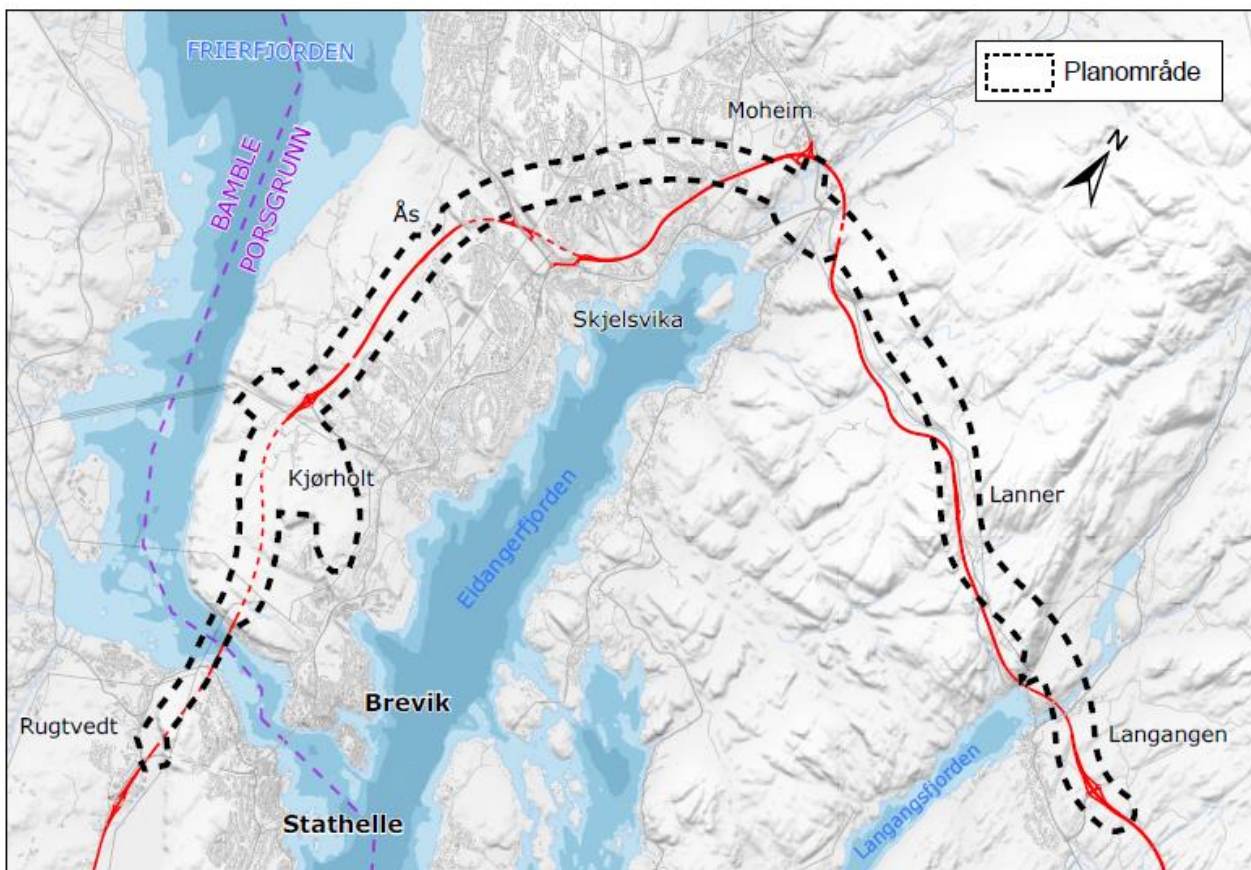 FRIERFJORDEN
Planområde
Moheim
N
BAMBLE
PORSGRUNN
Ås
Skjelsvika
Kjørholt
Eidangerfjorden
Lanner
Brevik
Rugtvedt
Langangen
Langangsfjorden
Stathelle